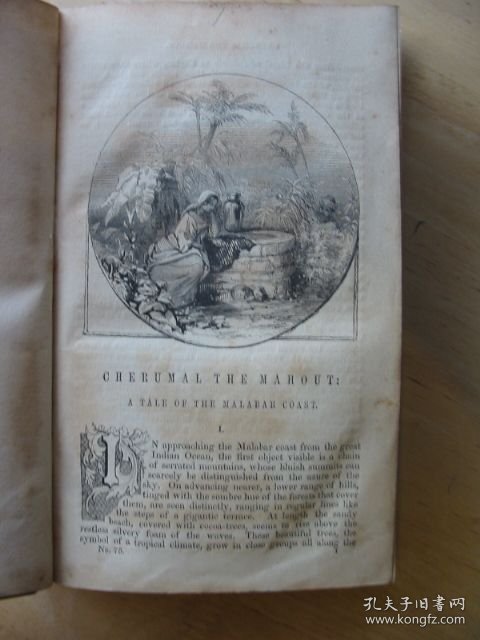 CHERUMAL THE MAHOUT;
A TALE OF THE MALABAR COAST.
I.
IN approaching the Malabar coast from the great
Indian Ocean, the first object visible is a chain
of serrated mountains, whose bluish summits can
scarcely be distinguished from the azure of the
sky. On advancing nearer, a lower range of hills,
tinged with the sombre hue of the forests that cover
them, are seen distinctly, ranging in regular lines like
the steps of a gogantic terrace. At length the sandy
beach, covered with cocoa-trees, seems to rise above the
restless silvery foam of the waves. These beautiful trees, the
symbol of a tropical climate, grow in close groups all along the
No. 75.
孔夫子旧书网
www.kongfz.com